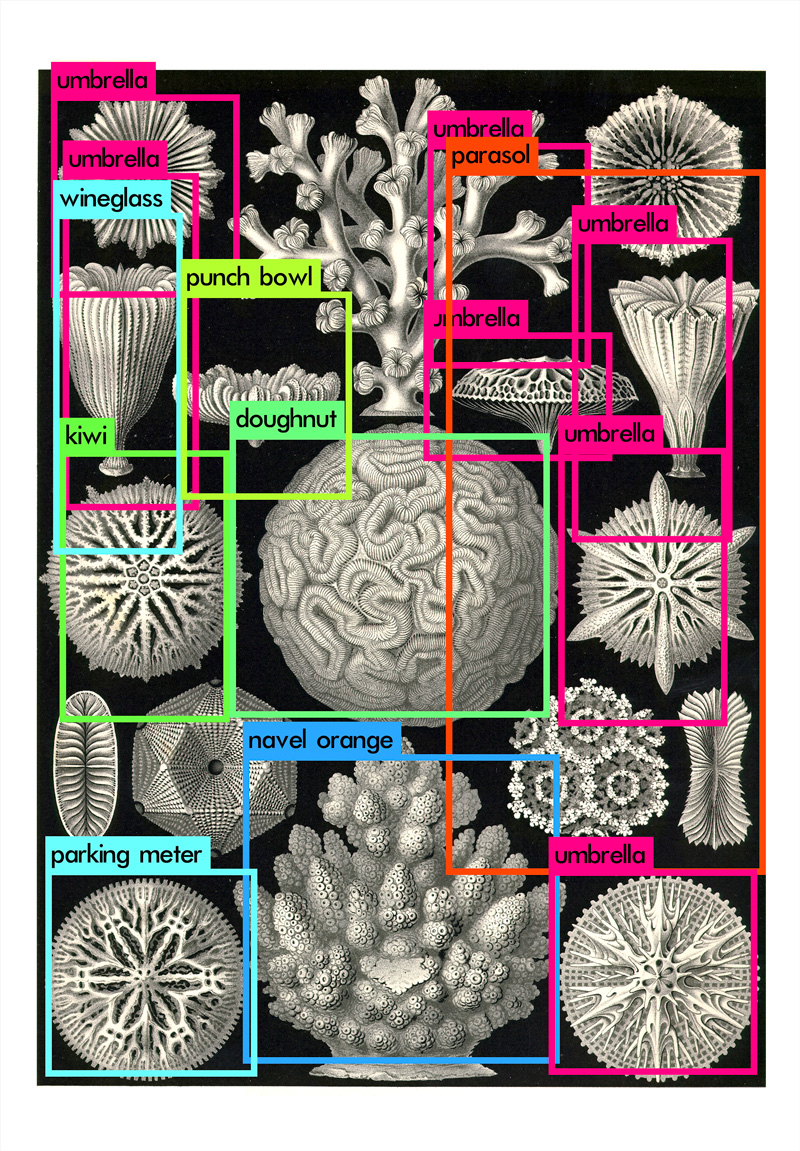 umbrella
umbrella
wineglass
umbrella
parasol
umbrella
punch bowl
umbrella
doughnut
kiwi
umbrella
navel orange
parking meter
umbrella